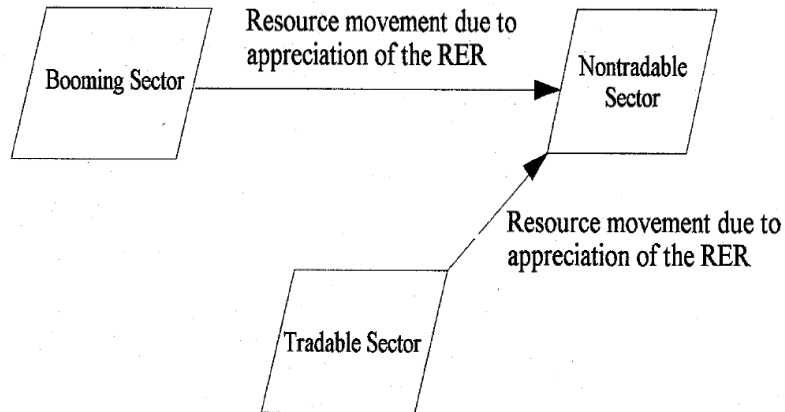 Resource movement due to
appreciation of the RER
Booming Sector
Nontradable
Sector
Resource movement due to
appreciation of the RER
Tradable Sector